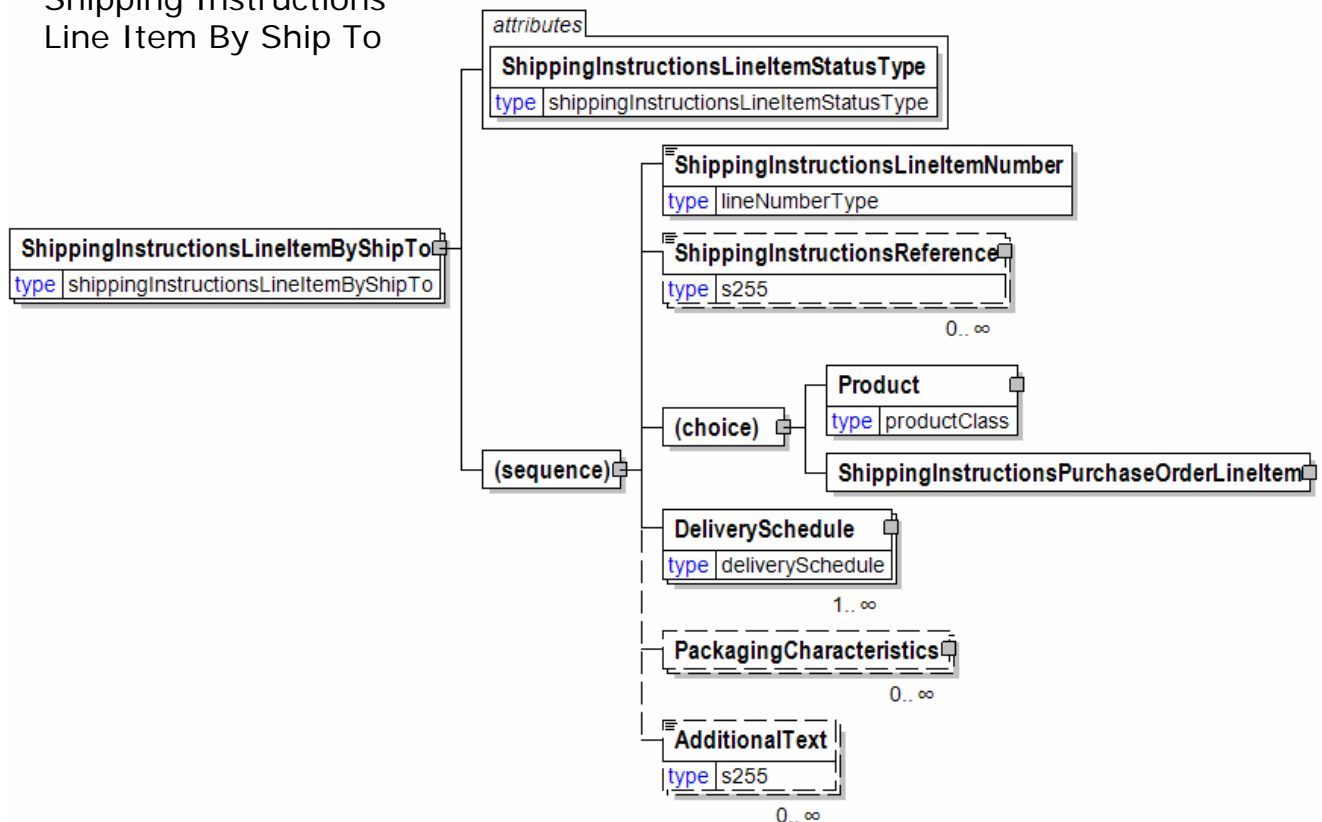 Shipping Instructions
Line Item By Ship To
attributes
ShippingInstructionsLineItemStatusType
type shippingInstructionsLineItemStatusType
ShippingInstructionsLineItemNumber
type lineNumberType
ShippingInstructionsLineItemByShipTo
type shippingInstructionsLineItemByShipTo
ShippingInstructionsReference
type s255
0.. ∞
(sequence)
(choice)
Product
type productClass
ShippingInstructionsPurchaseOrderLineItem
DeliverySchedule
type deliverySchedule
1.. ∞
PackagingCharacteristics
0.. ∞
AdditionalText
type s255
0.. ∞